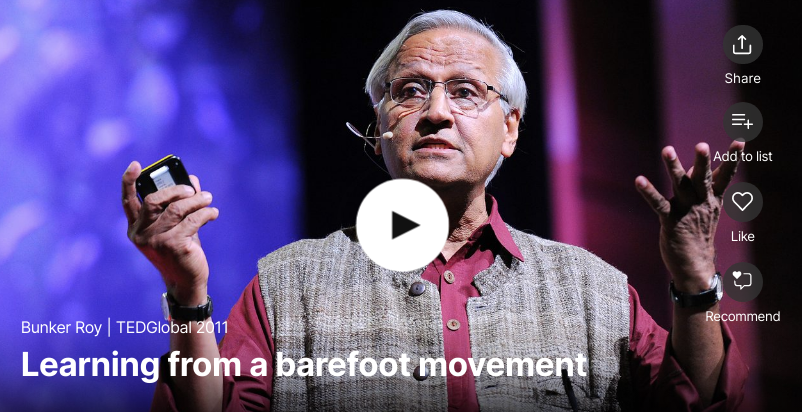 Share
Add to list
Like
Recommend
Bunker Roy | TEDGlobal 2011
Learning from a barefoot movement